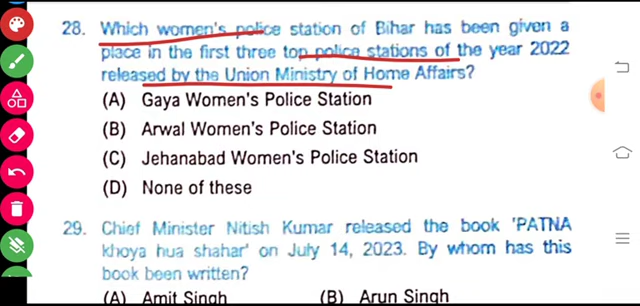 28. Which women's police station of Bihar has been given a
place in the first three top police stations of the year 2022
released by the Union Ministry of Home Affairs?
(A) Gaya Women's Police Station
(B) Arwal Women's Police Station
(C) Jehanabad Women's Police Station
(D) None of these
29. Chief Minister Nitish Kumar released the book 'PATNA
khoya hua shahar' on July 14, 2023. By whom has this
book been written?
(A) Amit Singh (B) Arun Singh